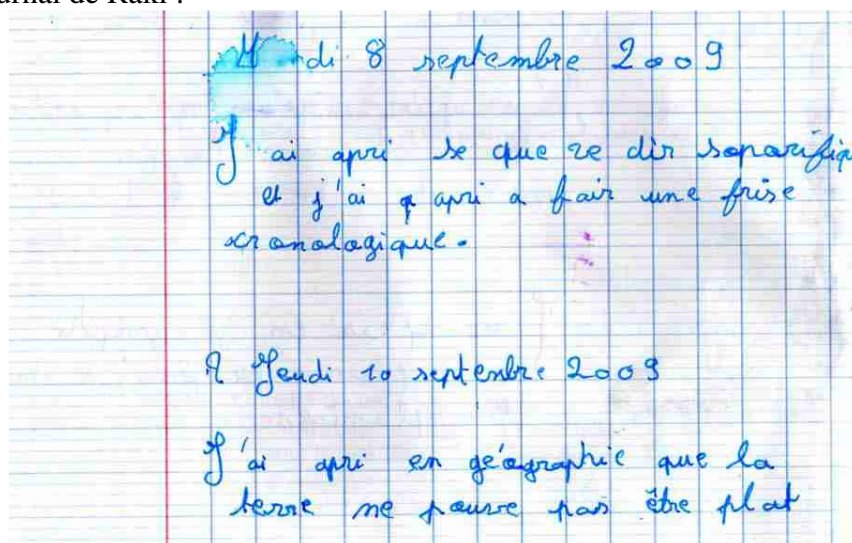 urnal de Raki :
M di 8 septembre 2009
J ai apri se que ze dir soparifiq
et j'ai apri a fair une frise
cronologique.
Jeudi 10 septenbre 2009
J'ai apri en géographie que la
terre ne pouve pas être plat